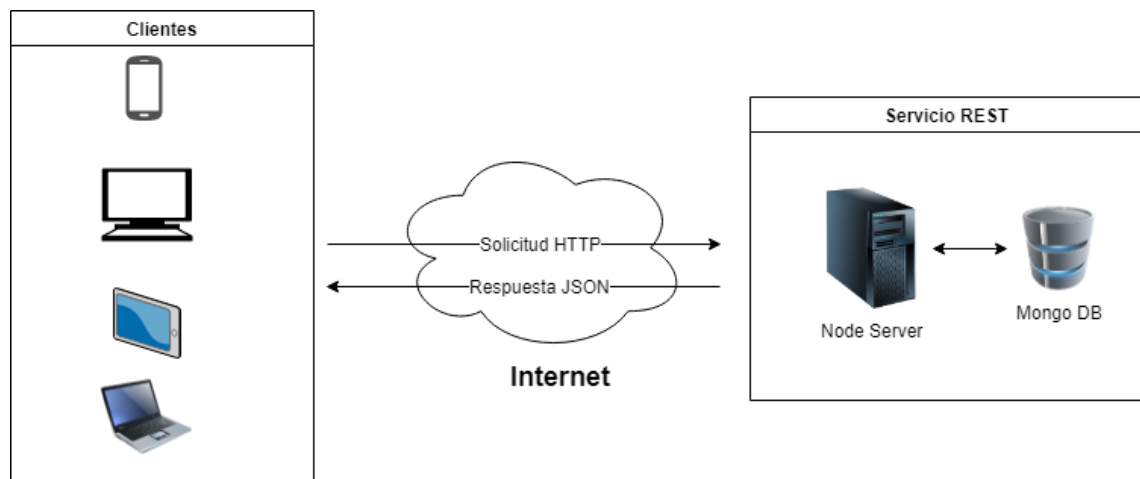 Clientes
Servicio REST
Solicitud HTTP
Respuesta JSON
Internet
Node Server
Mongo DB